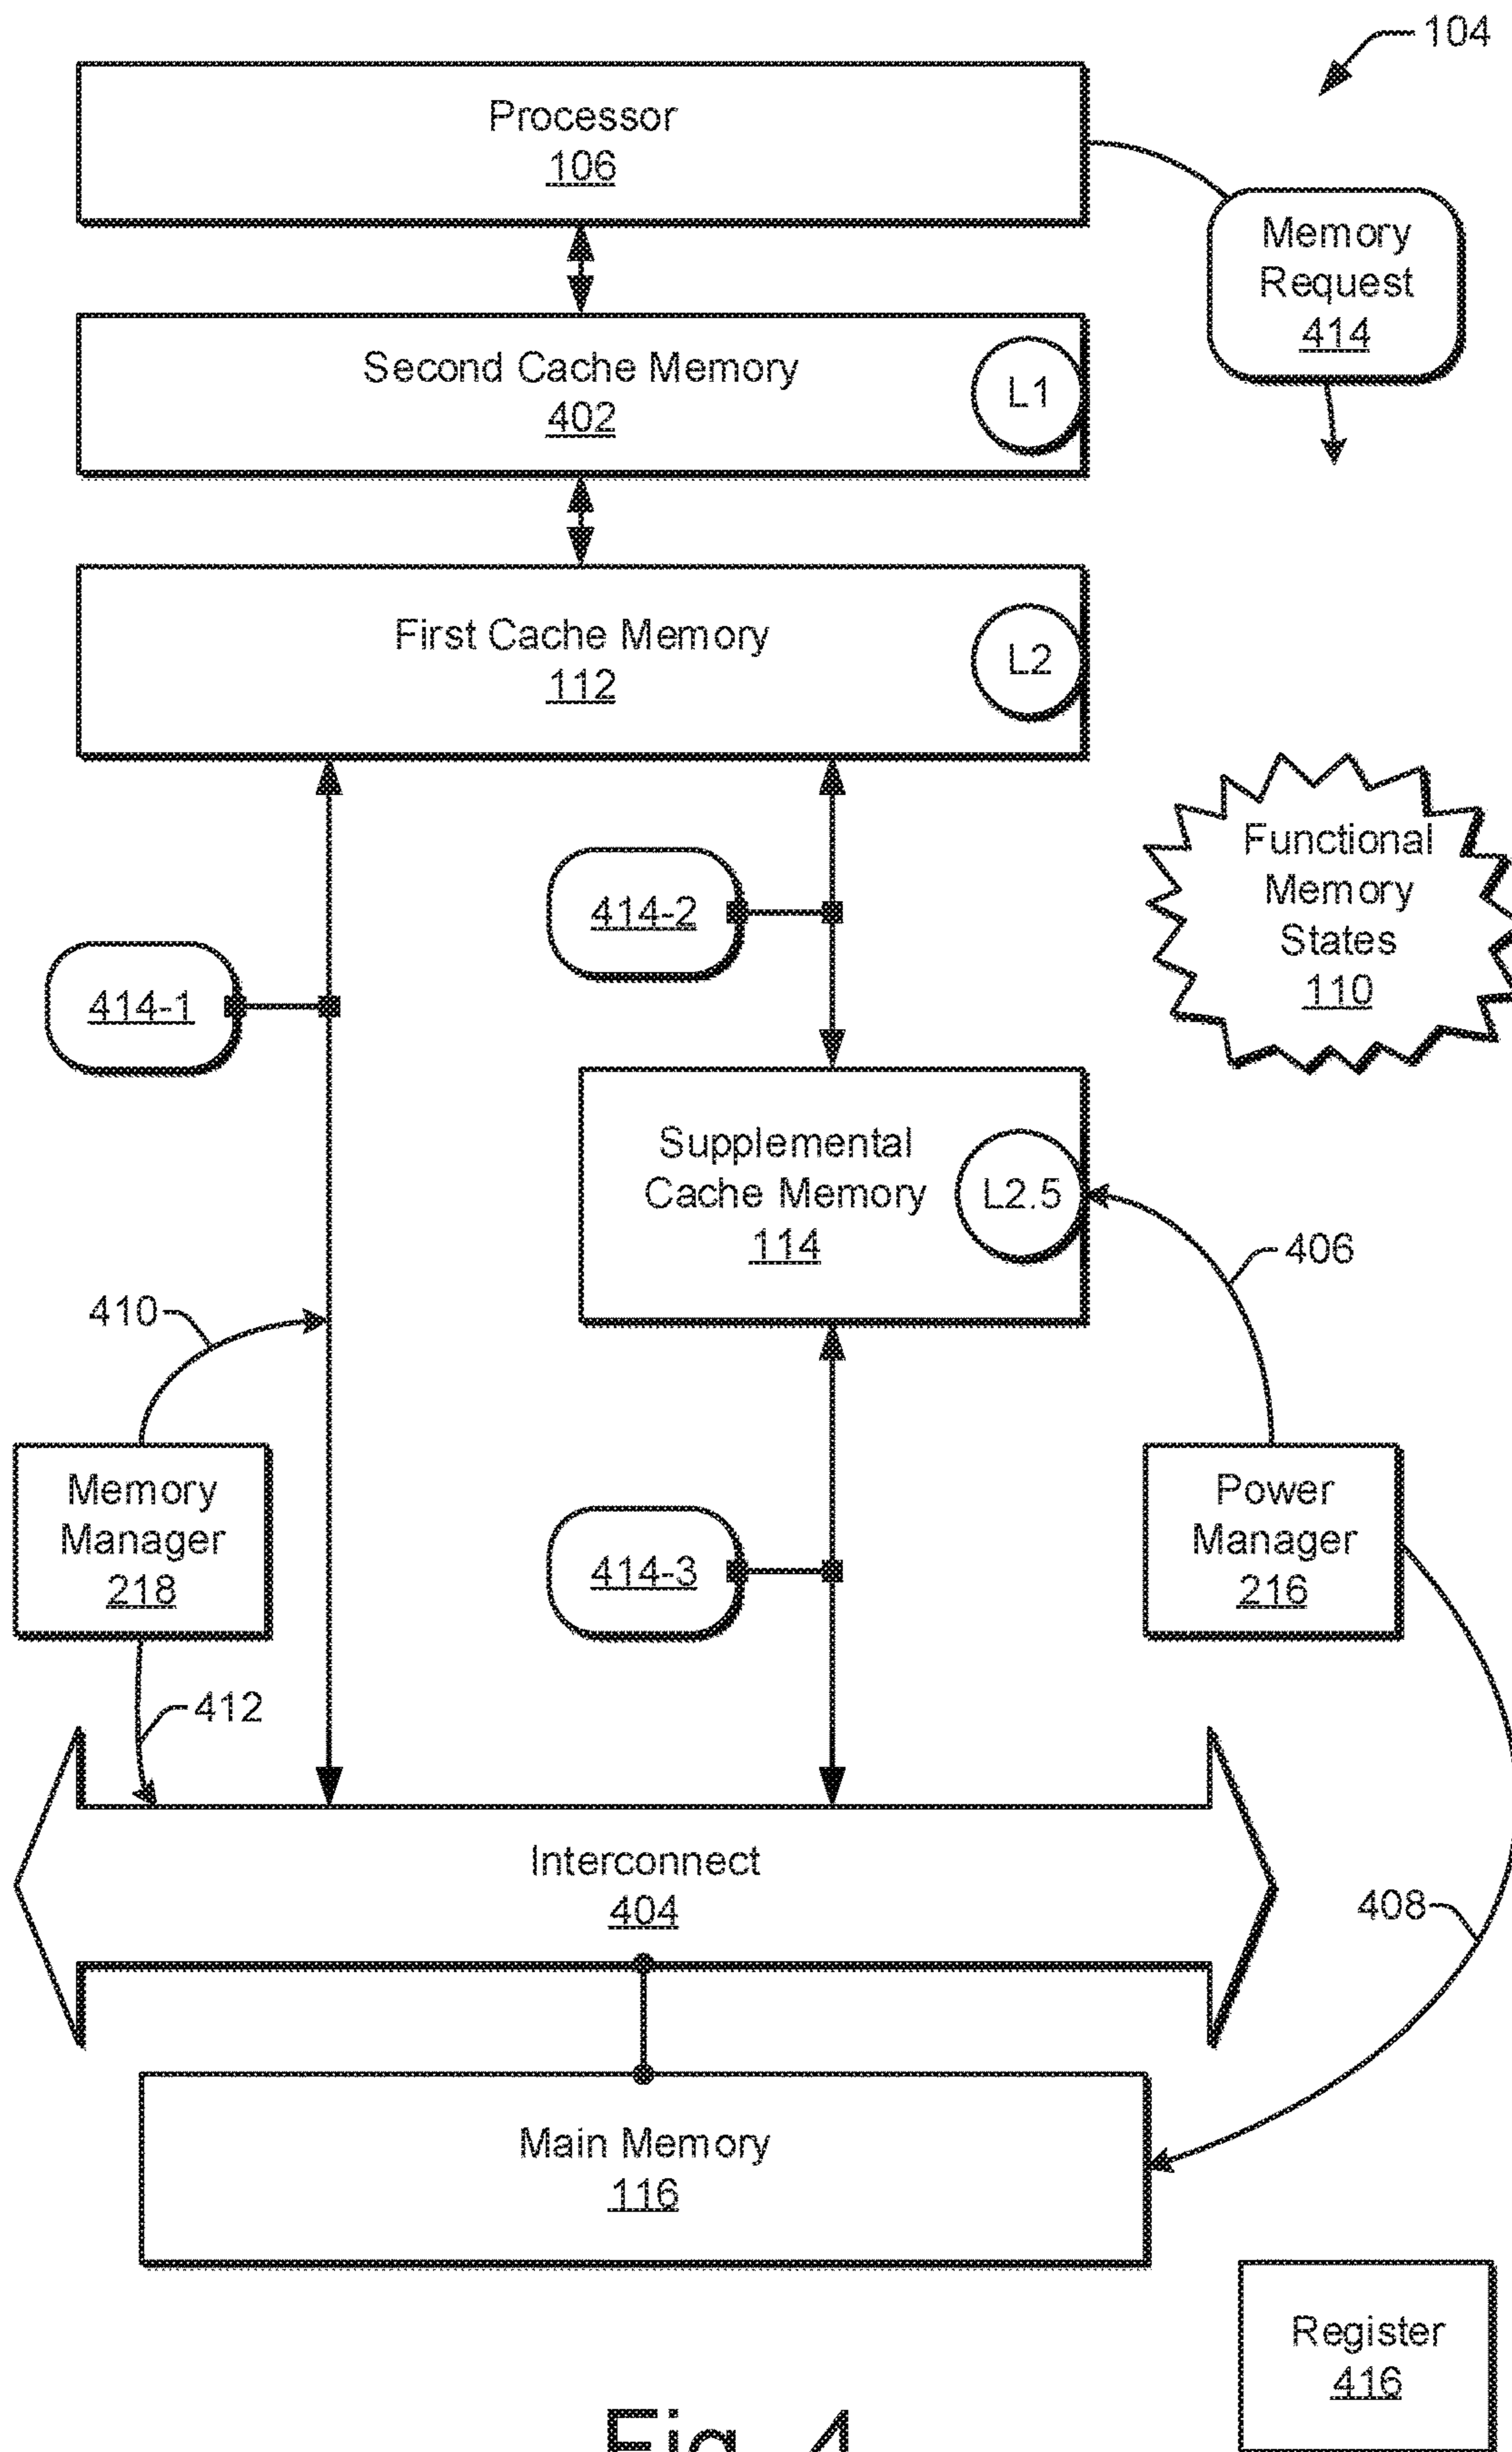 104
Processor
106
Memory
Request
414
Second Cache Memory
402
L1
First Cache Memory
112
L2
Functional
Memory
States
110
414-2
414-1
Supplemental
Cache Memory
114
L2.5
406
410
Memory
Manager
218
414-3
Power
Manager
216
412
Interconnect
404
408
Main Memory
116
Register
416
Fig. 4